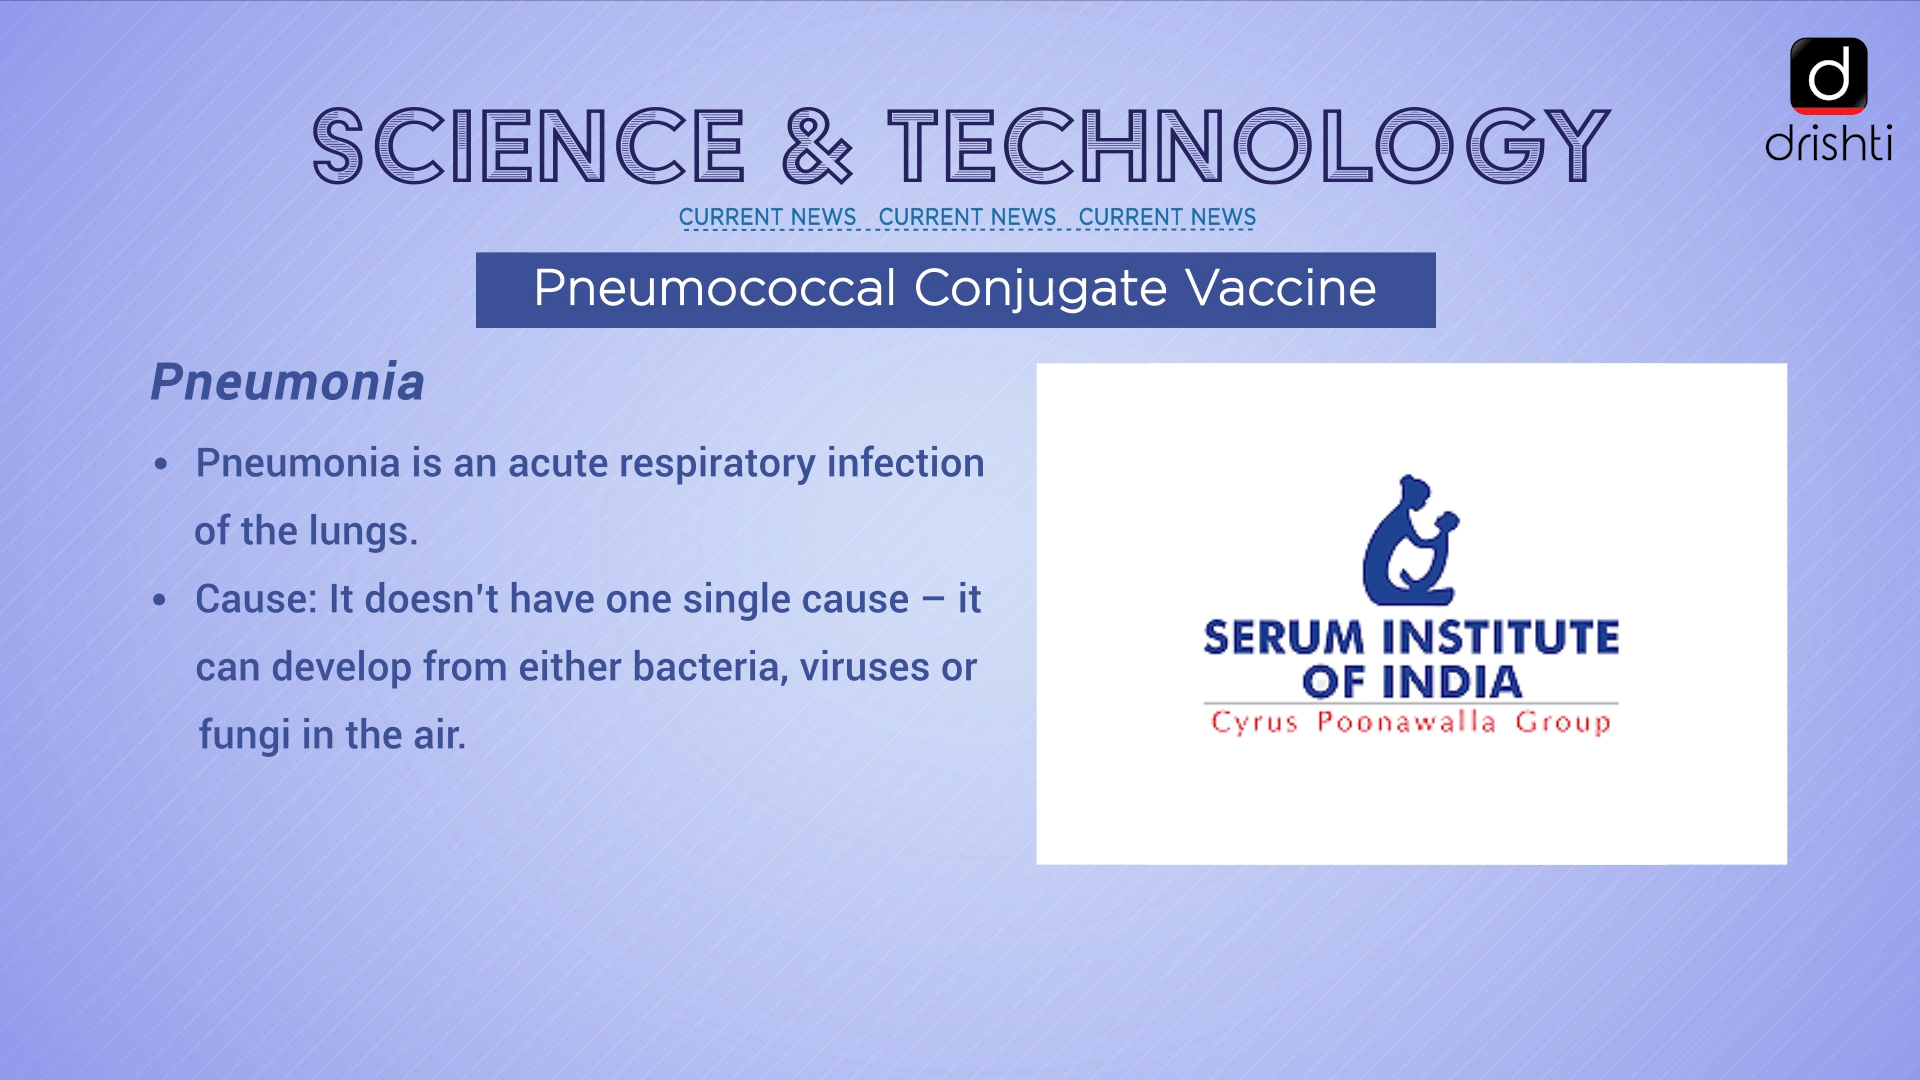 d
drishti
SCIENCE & TECHNOLOGY
CURRENT NEWS CURRENT NEWS CURRENT NEWS
Pneumococcal Conjugate Vaccine
Pneumonia
• Pneumonia is an acute respiratory infection
of the lungs.
• Cause: It doesn't have one single cause – it
can develop from either bacteria, viruses or
fungi in the air.
SERUM INSTITUTE
OF INDIA
Cyrus Poonawalla Group